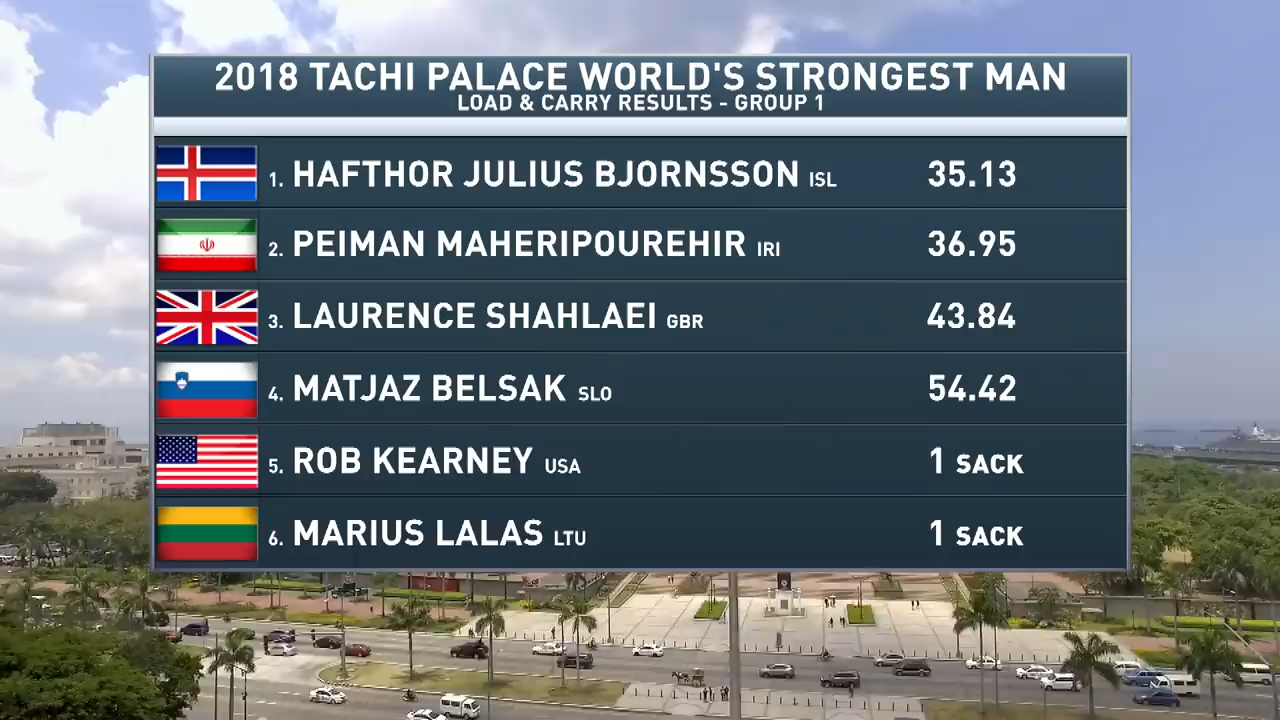 2018 TACHI PALACE WORLD'S STRONGEST MAN
LOAD & CARRY RESULTS - GROUP 1
1. HAFTHOR JULIUS BJORNSSON ISL 35.13
2. PEIMAN MAHERIPOUREHIR IRI 36.95
3. LAURENCE SHAHLAEI GBR 43.84
4. MATJAZ BELSAK SLO 54.42
5. ROB KEARNEY USA 1 SACK
6. MARIUS LALAS LTU 1 SACK